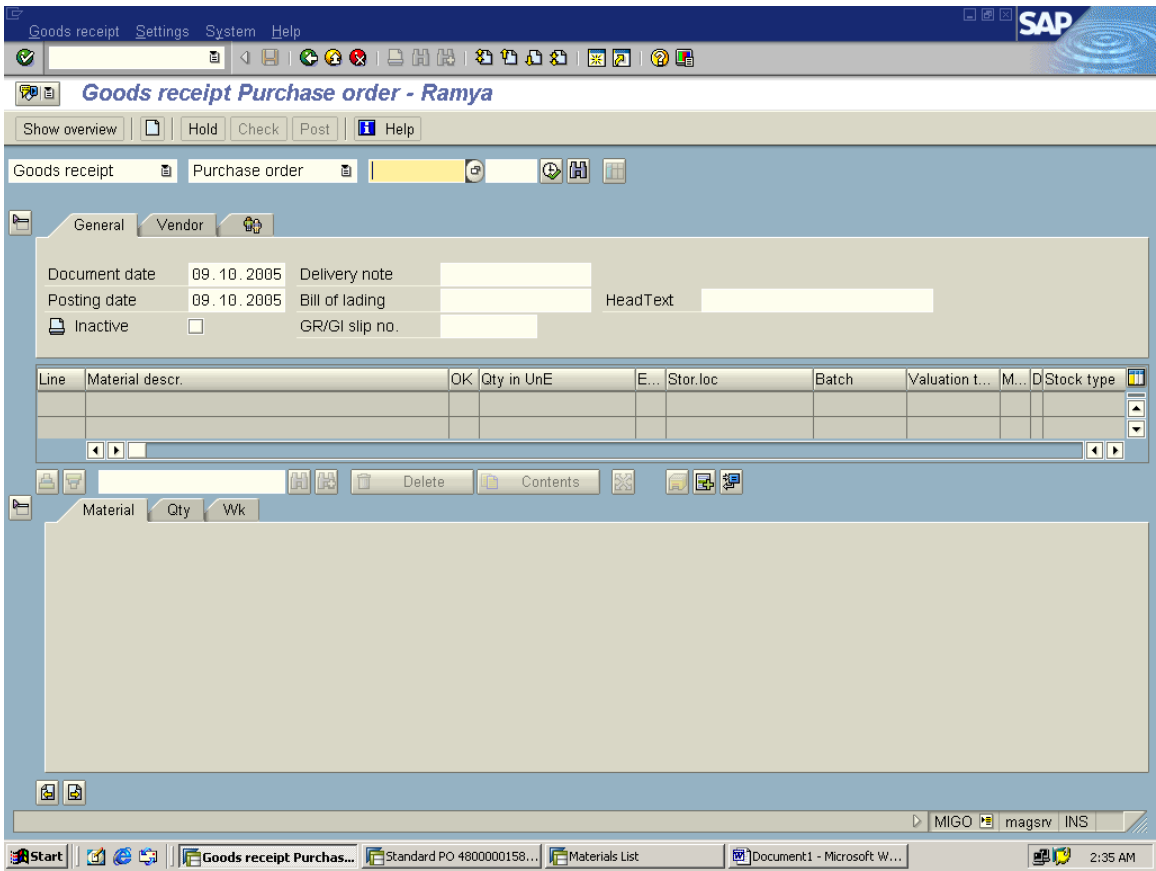 Goods receipt Settings System Help
SAP
Goods receipt Purchase order - Ramya
Show overview Hold Check Post Help
Goods receipt Purchase order
General Vendor
Document date 09.10.2005 Delivery note
Posting date 09.10.2005 Bill of lading HeadText
Inactive GR/GI slip no.
Line Material descr. OK Qty in UnE E... Stor.loc Batch Valuation t... M... D Stock type
Delete Contents
Material Qty Wk
MIGO magsrv INS
Start Goods receipt Purchas... Standard PO 4800000158... Materials List Document1 - Microsoft W... 2:35 AM